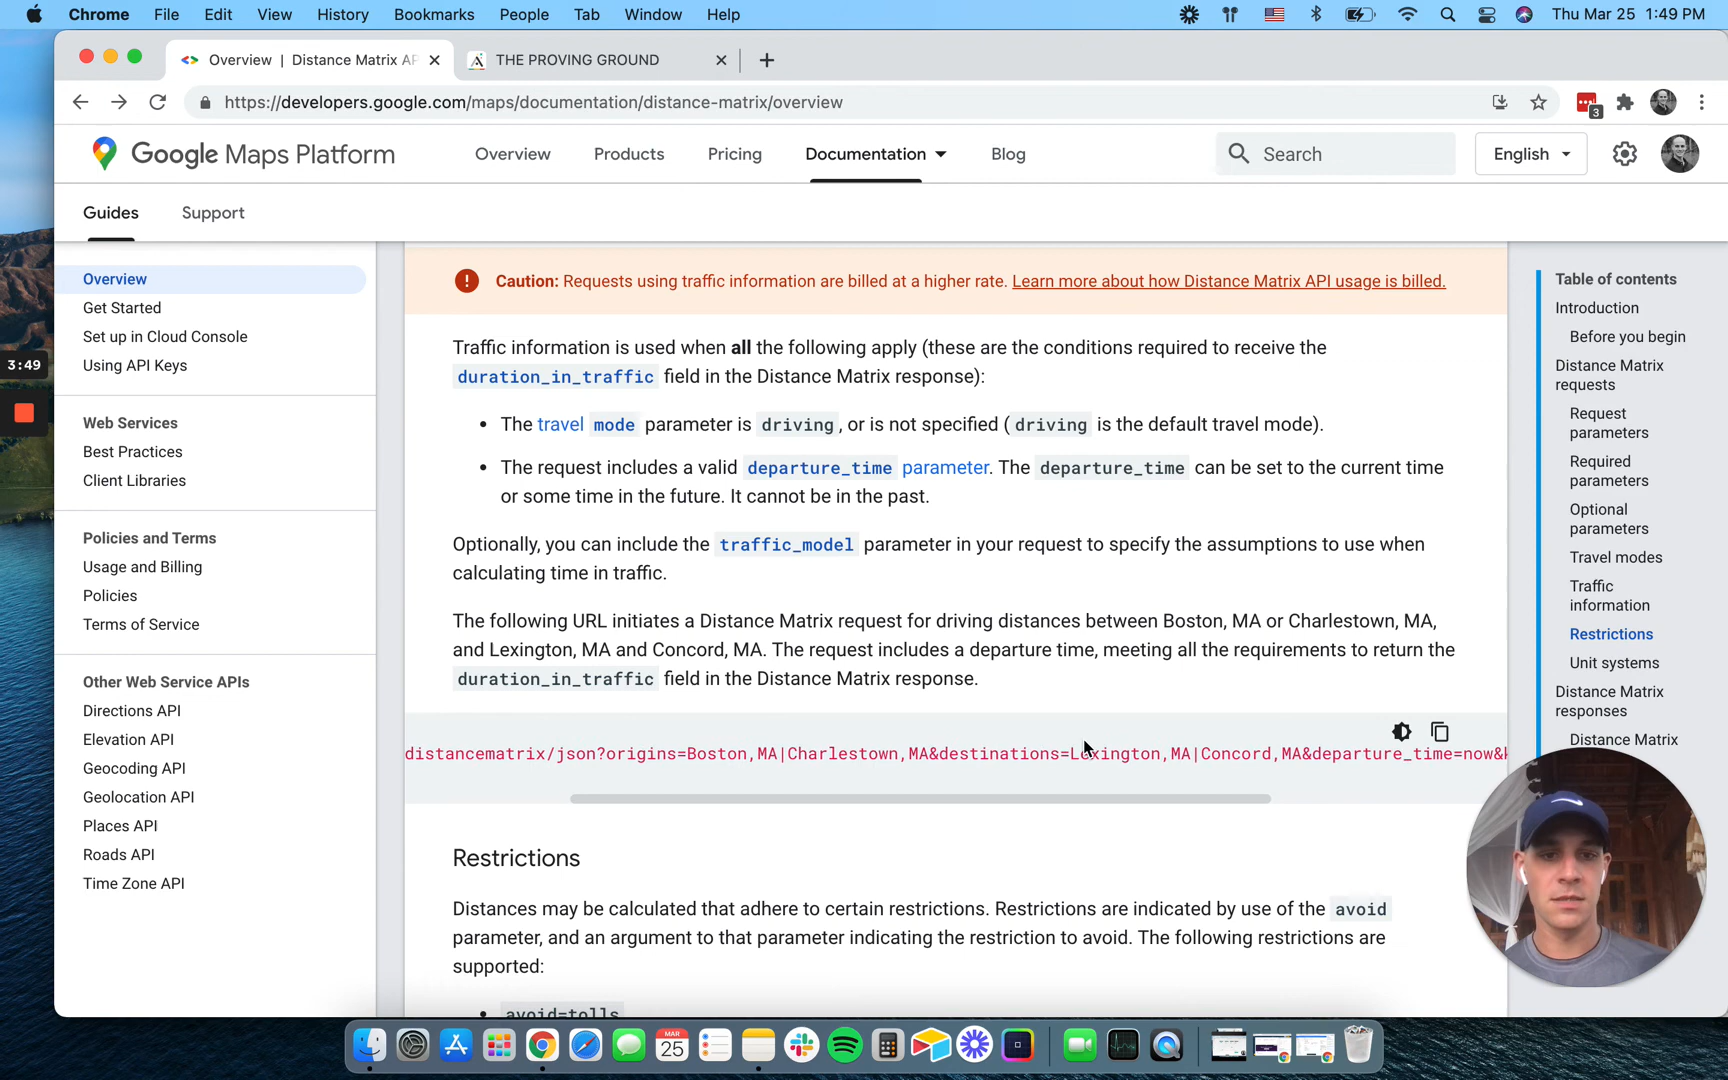 Chrome File Edit View History Bookmarks People Tab Window Help Thu Mar 25 1:49 PM
Overview | Distance Matrix AP
THE PROVING GROUND
https://developers.google.com/maps/documentation/distance-matrix/overview
3
Google Maps Platform Overview Products Pricing Documentation Blog Search English
Guides Support
3:49
Overview
Get Started
Set up in Cloud Console
Using API Keys
Web Services
Best Practices
Client Libraries
Policies and Terms
Usage and Billing
Policies
Terms of Service
Other Web Service APIs
Directions API
Elevation API
Geocoding API
Geolocation API
Places API
Roads API
Time Zone API
Caution: Requests using traffic information are billed at a higher rate. Learn more about how Distance Matrix API usage is billed.
Traffic information is used when all the following apply (these are the conditions required to receive the
duration_in_traffic field in the Distance Matrix response):
• The travel mode parameter is driving, or is not specified (driving is the default travel mode).
• The request includes a valid departure_time parameter. The departure_time can be set to the current time
or some time in the future. It cannot be in the past.
Optionally, you can include the traffic_model parameter in your request to specify the assumptions to use when
calculating time in traffic.
The following URL initiates a Distance Matrix request for driving distances between Boston, MA or Charlestown, MA,
and Lexington, MA and Concord, MA. The request includes a departure time, meeting all the requirements to return the
duration_in_traffic field in the Distance Matrix response.
distancematrix/json?origins=Boston,MA|Charlestown,MA&destinations=Lexington,MA|Concord,MA&departure_time=now&k
Restrictions
Distances may be calculated that adhere to certain restrictions. Restrictions are indicated by use of the avoid
parameter, and an argument to that parameter indicating the restriction to avoid. The following restrictions are
supported:
• avoid=tolls
Table of contents
Introduction
Before you begin
Distance Matrix
requests
Request
parameters
Required
parameters
Optional
parameters
Travel modes
Traffic
information
Restrictions
Unit systems
Distance Matrix
responses
Distance Matrix
MAR
25